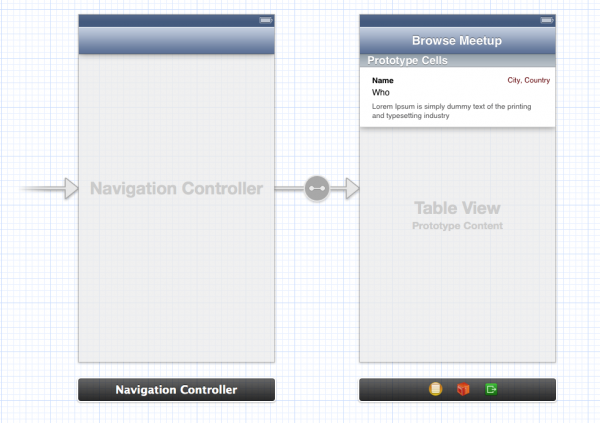 Navigation Controller
Navigation Controller
Browse Meetup
Prototype Cells
Name
City, Country
Who
Lorem Ipsum is simply dummy text of the printing
and typesetting industry
Table View
Prototype Content